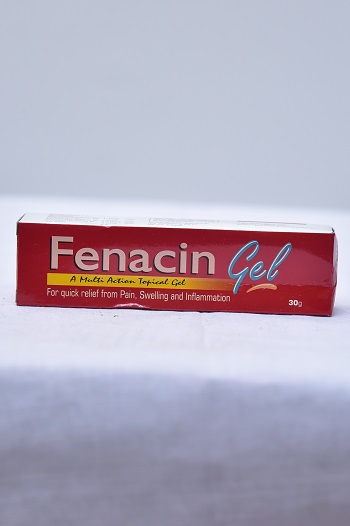 Fenacin Gel
A Multi Action Topical Gel
For quick relief from Pain, Swelling and Inflammation
30g